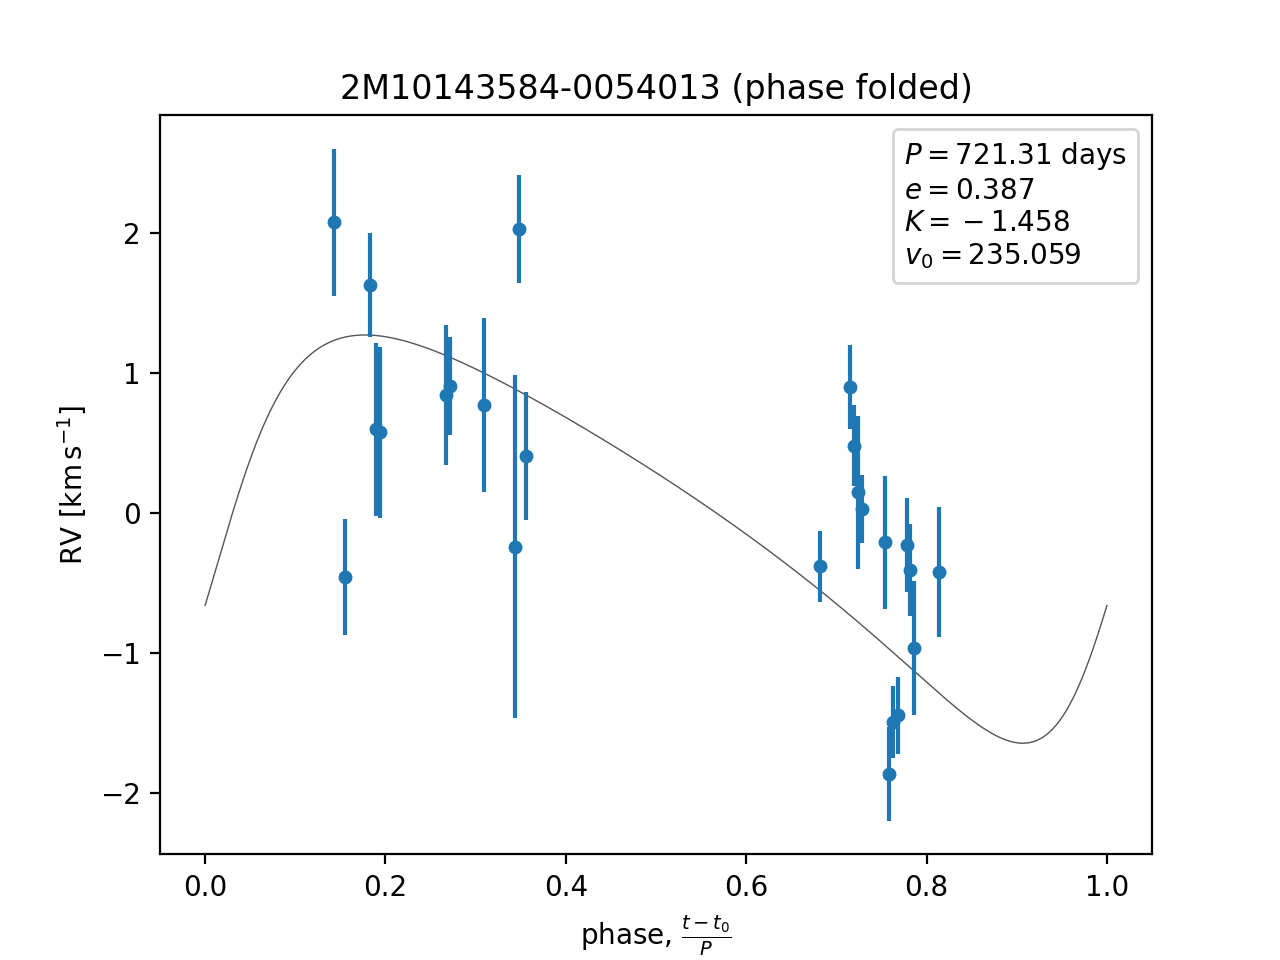 2M10143584-0054013 (phase folded)
P = 721.31 days
e = 0.387
K = −1.458
v₀ = 235.059
RV [km s⁻¹]
2
1
0
−1
−2
0.0 0.2 0.4 0.6 0.8 1.0
phase, (t − t₀)/P